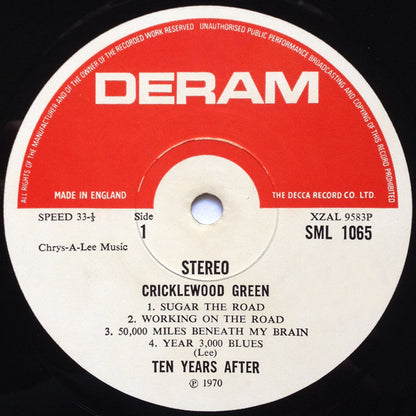 ALL RIGHTS OF THE MANUFACTURER AND OF THE OWNER OF THE RECORDED WORK RESERVED UNAUTHORISED PUBLIC PERFORMANCE BROADCASTING AND COPYING OF THIS RECORD PROHIBITED
DERAM
MADE IN ENGLAND
THE DECCA RECORD CO. LTD.
SPEED 33-⅓
Side
1
XZAL 9583P
SML 1065
Chrys-A-Lee Music
STEREO
CRICKLEWOOD GREEN
1. SUGAR THE ROAD
2. WORKING ON THE ROAD
3. 50,000 MILES BENEATH MY BRAIN
4. YEAR 3,000 BLUES
(Lee)
TEN YEARS AFTER
℗ 1970